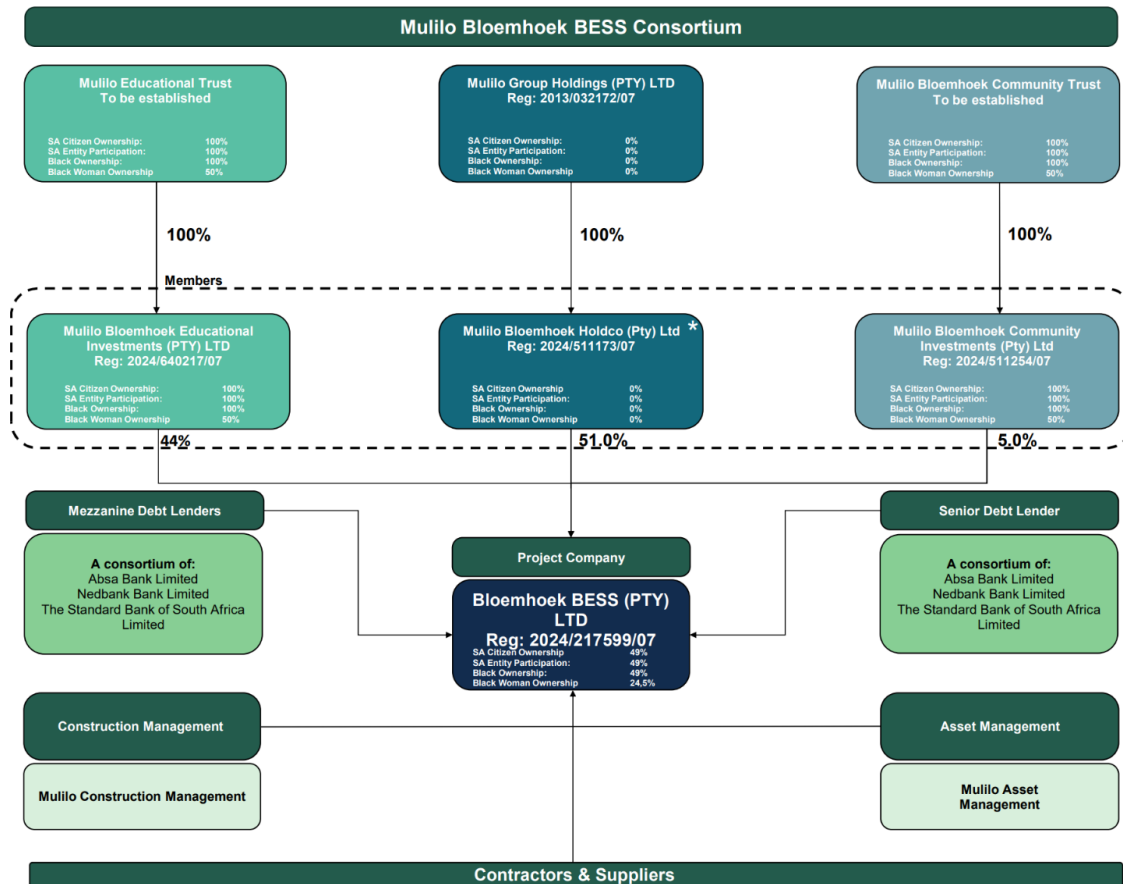 Mulilo Bloemhoek BESS Consortium
Mulilo Educational Trust
To be established
SA Citizen Ownership: 100%
SA Entity Participation: 100%
Black Ownership: 100%
Black Woman Ownership 50%
Mulilo Group Holdings (PTY) LTD
Reg: 2013/032172/07
SA Citizen Ownership: 0%
SA Entity Participation: 0%
Black Ownership: 0%
Black Woman Ownership 0%
Mulilo Bloemhoek Community Trust
To be established
SA Citizen Ownership: 100%
SA Entity Participation: 100%
Black Ownership: 100%
Black Woman Ownership 50%
100%
100%
100%
Members
Mulilo Bloemhoek Educational
Investments (PTY) LTD
Reg: 2024/640217/07
SA Citizen Ownership: 100%
SA Entity Participation: 100%
Black Ownership: 100%
Black Woman Ownership 50%
Mulilo Bloemhoek Holdco (Pty) Ltd *
Reg: 2024/511173/07
SA Citizen Ownership 0%
SA Entity Participation: 0%
Black Ownership: 0%
Black Woman Ownership 0%
Mulilo Bloemhoek Community
Investments (Pty) Ltd
Reg: 2024/511254/07
SA Citizen Ownership: 100%
SA Entity Participation: 100%
Black Ownership: 100%
Black Woman Ownership 50%
44%
51.0%
5.0%
Mezzanine Debt Lenders
A consortium of:
Absa Bank Limited
Nedbank Bank Limited
The Standard Bank of South Africa
Limited
Project Company
Bloemhoek BESS (PTY)
LTD
Reg: 2024/217599/07
SA Citizen Ownership 49%
SA Entity Participation: 49%
Black Ownership: 49%
Black Woman Ownership 24,5%
Senior Debt Lender
A consortium of:
Absa Bank Limited
Nedbank Bank Limited
The Standard Bank of South Africa
Limited
Construction Management
Mulilo Construction Management
Asset Management
Mulilo Asset
Management
Contractors & Suppliers